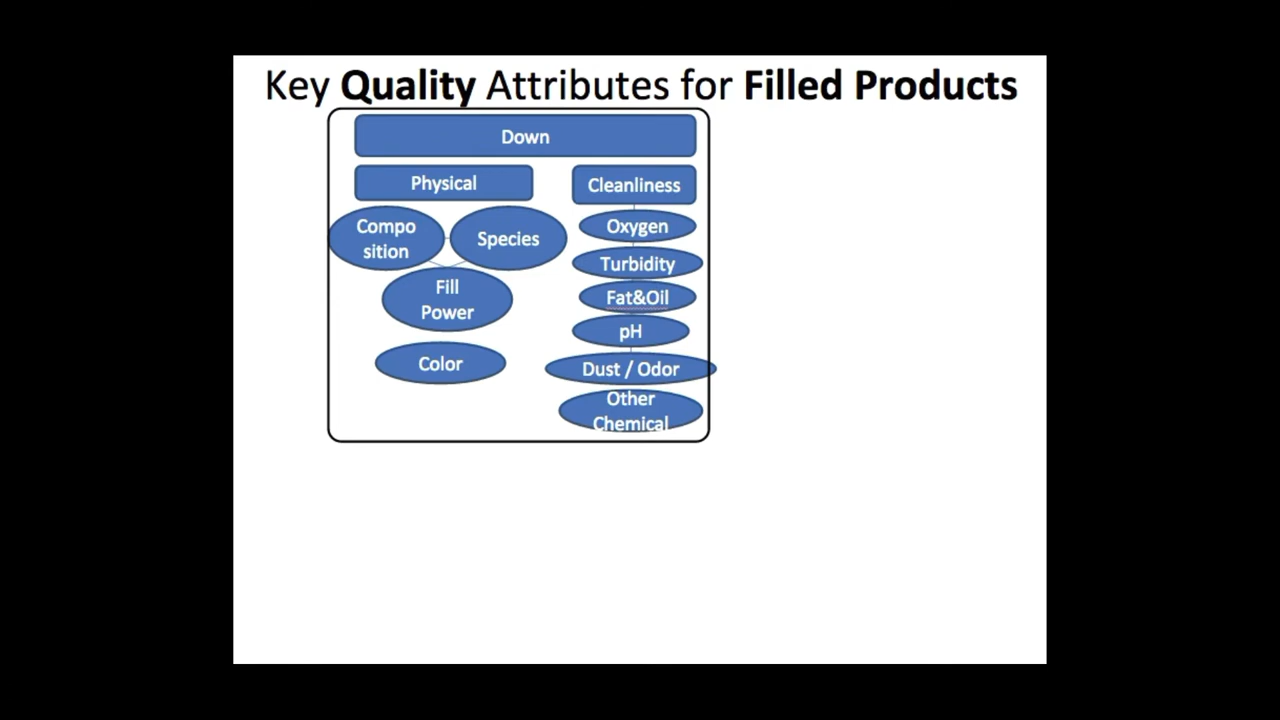 Key Quality Attributes for Filled Products
Down
Physical
Cleanliness
Compo
sition
Species
Fill
Power
Color
Oxygen
Turbidity
Fat&Oil
pH
Dust / Odor
Other
Chemical